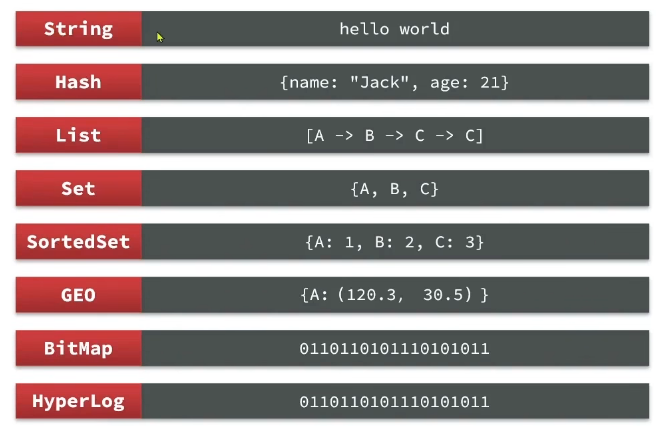 String hello world
Hash {name: "Jack", age: 21}
List [A -> B -> C -> C]
Set {A, B, C}
SortedSet {A: 1, B: 2, C: 3}
GEO {A: (120.3, 30.5) }
BitMap 0110110101110101011
HyperLog 0110110101110101011